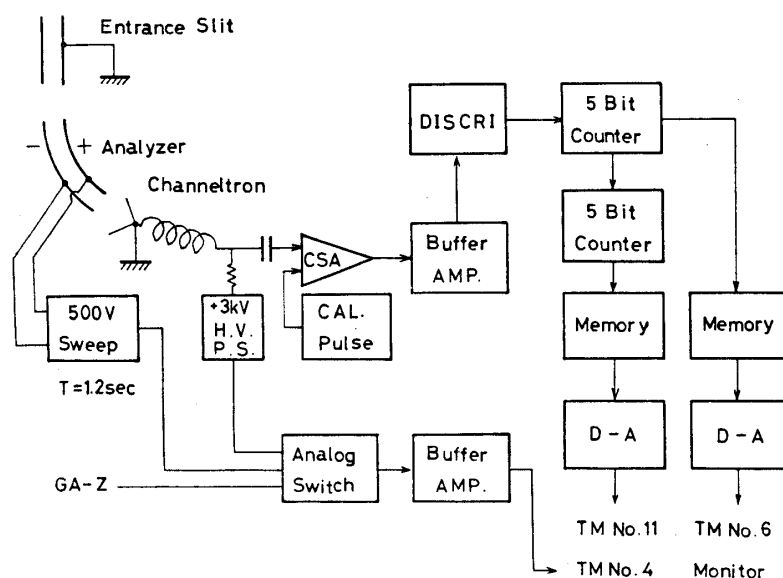 Entrance Slit
- + Analyzer
Channeltron
CSA
DISCRI
5 Bit
Counter
5 Bit
Counter
Buffer
AMP.
500V
Sweep
T=1.2sec
+3kV
H.V.
P.S.
CAL.
Pulse
Memory
Memory
D-A
D-A
Analog
Switch
Buffer
AMP.
GA-Z
TM No.11
TM No.6
TM No.4
Monitor